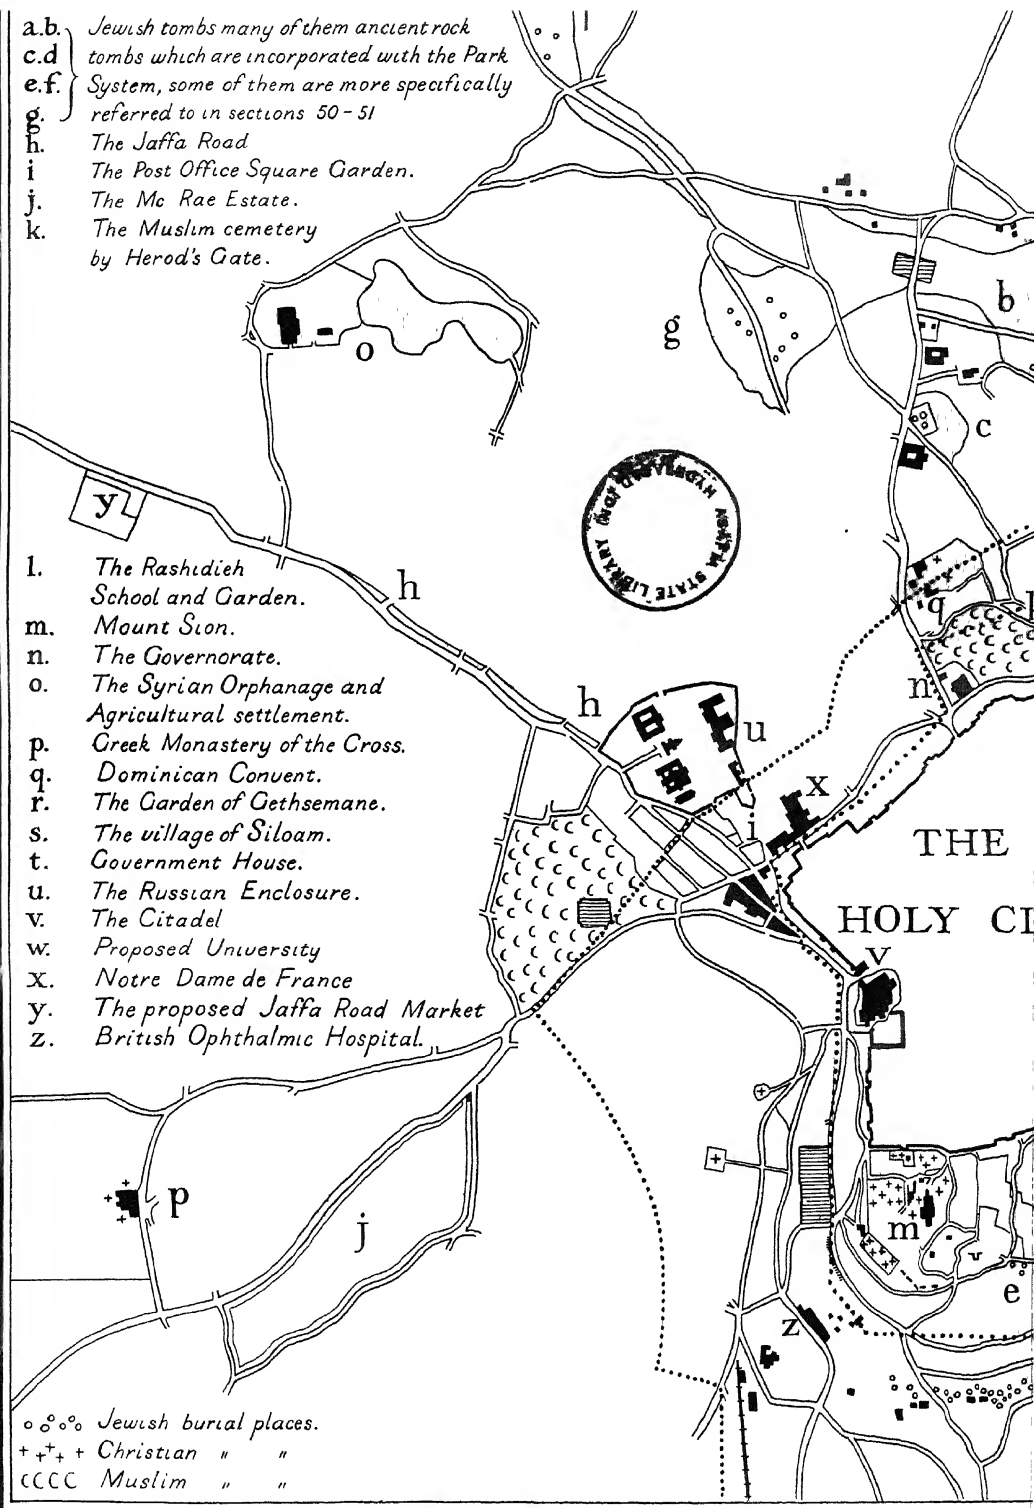 a.b. Jewish tombs many of them ancient rock
c.d tombs which are incorporated with the Park
e.f. System, some of them are more specifically
g. referred to in sections 50-51
h. The Jaffa Road
i The Post Office Square Garden.
j. The Mc Rae Estate.
k. The Muslim cemetery
by Herod's Gate.
b
g
o
c
y
l. The Rashidieh
School and Garden.
m. Mount Sion.
n. The Governorate.
o. The Syrian Orphanage and
Agricultural settlement.
p. Greek Monastery of the Cross.
q. Dominican Convent.
r. The Garden of Gethsemane.
s. The village of Siloam.
t. Government House.
u. The Russian Enclosure.
v. The Citadel
w. Proposed University
x. Notre Dame de France
y. The proposed Jaffa Road Market
z. British Ophthalmic Hospital.
HYDERABAD
STATE LIBRARY
h
q
n
h
u
x
i
THE
HOLY CI
v
p
j
m
e
z
Jewish burial places.
Christian " "
CCCC Muslim " "